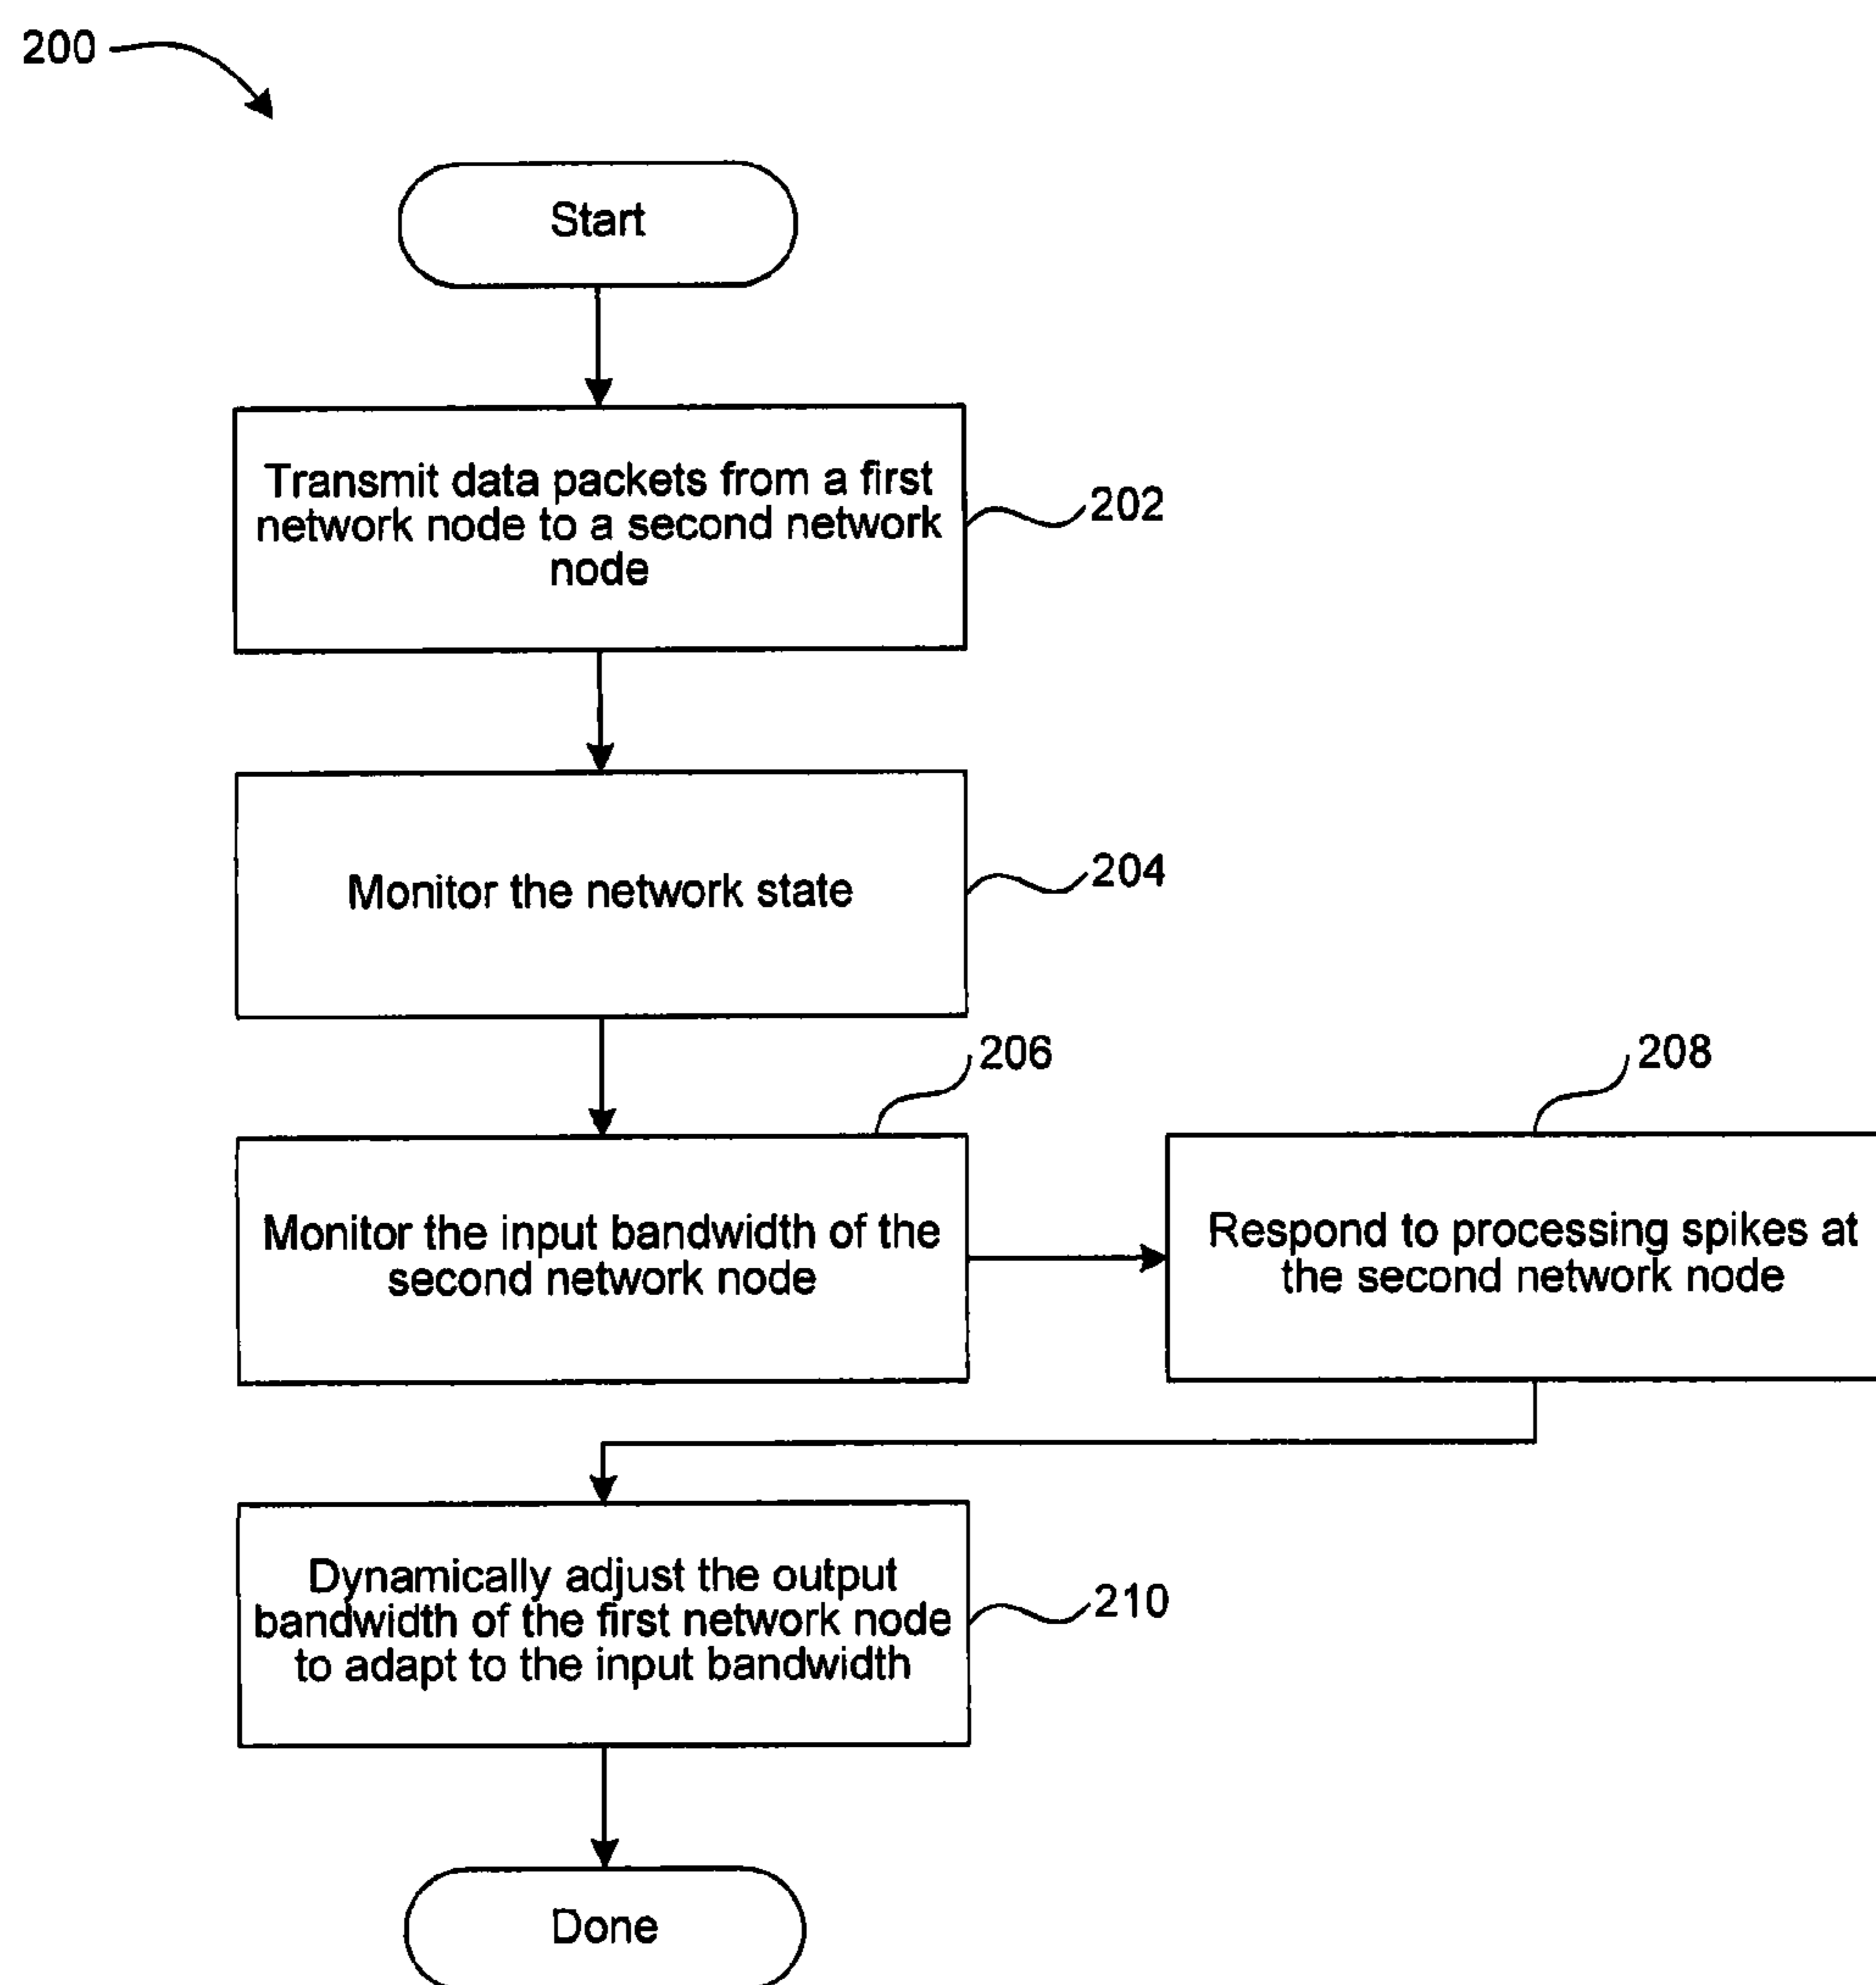 200
Start
Transmit data packets from a first
network node to a second network
node
202
Monitor the network state
204
206
Monitor the input bandwidth of the
second network node
208
Respond to processing spikes at
the second network node
Dynamically adjust the output
bandwidth of the first network node
to adapt to the input bandwidth
210
Done